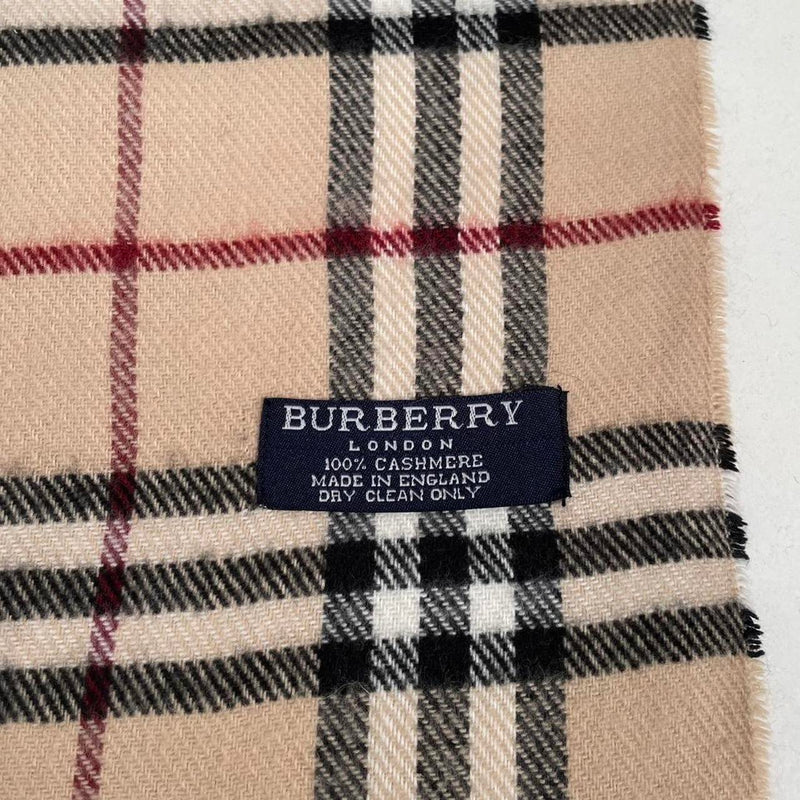 BURBERRY
LONDON
100% CASHMERE
MADE IN ENGLAND
DRY CLEAN ONLY